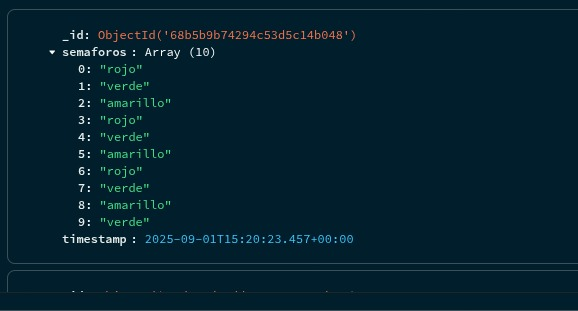 _id: ObjectId('68b5b9b74294c53d5c14b048')
semaforos : Array (10)
0: "rojo"
1: "verde"
2: "amarillo"
3: "rojo"
4: "verde"
5: "amarillo"
6: "rojo"
7: "verde"
8: "amarillo"
9: "verde"
timestamp : 2025-09-01T15:20:23.457+00:00